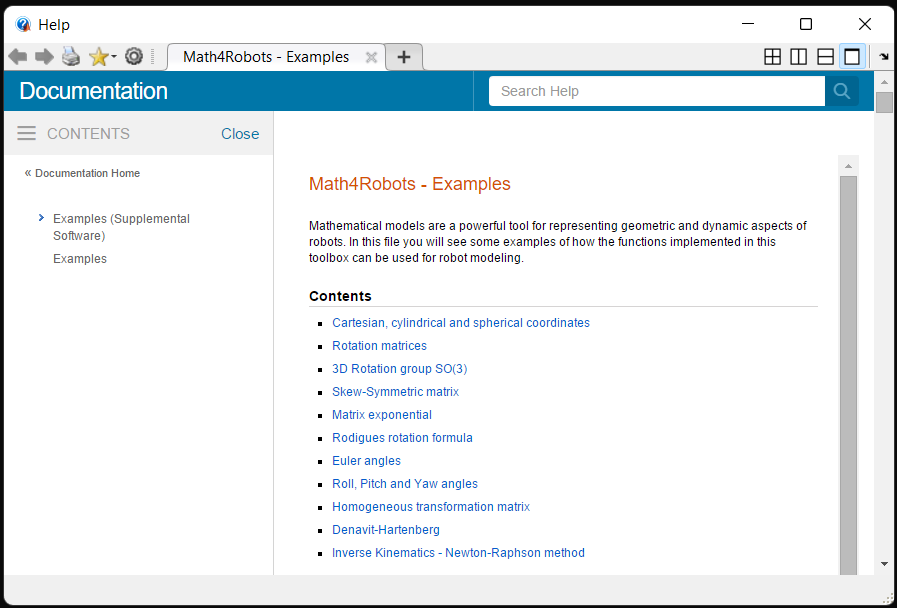 Help
Math4Robots - Examples
Documentation
Search Help
CONTENTS
Close
« Documentation Home
Examples (Supplemental
Software)
Examples
Math4Robots - Examples
Mathematical models are a powerful tool for representing geometric and dynamic aspects of
robots. In this file you will see some examples of how the functions implemented in this
toolbox can be used for robot modeling.
Contents
Cartesian, cylindrical and spherical coordinates
Rotation matrices
3D Rotation group SO(3)
Skew-Symmetric matrix
Matrix exponential
Rodigues rotation formula
Euler angles
Roll, Pitch and Yaw angles
Homogeneous transformation matrix
Denavit-Hartenberg
Inverse Kinematics - Newton-Raphson method